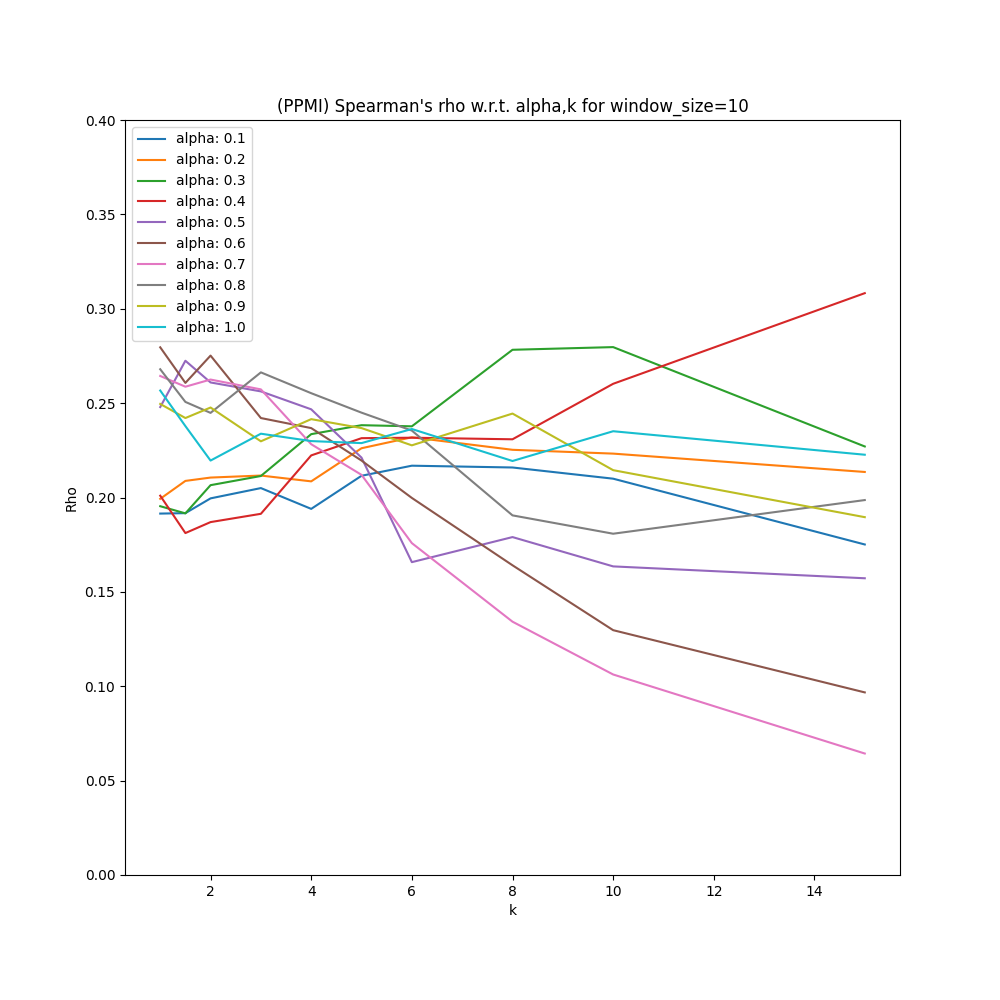 (PPMI) Spearman's rho w.r.t. alpha,k for window_size=10
0.40
0.35
0.30
0.25
0.20
0.15
0.10
0.05
0.00
Rho
alpha: 0.1
alpha: 0.2
alpha: 0.3
alpha: 0.4
alpha: 0.5
alpha: 0.6
alpha: 0.7
alpha: 0.8
alpha: 0.9
alpha: 1.0
2 4 6 8 10 12 14
k